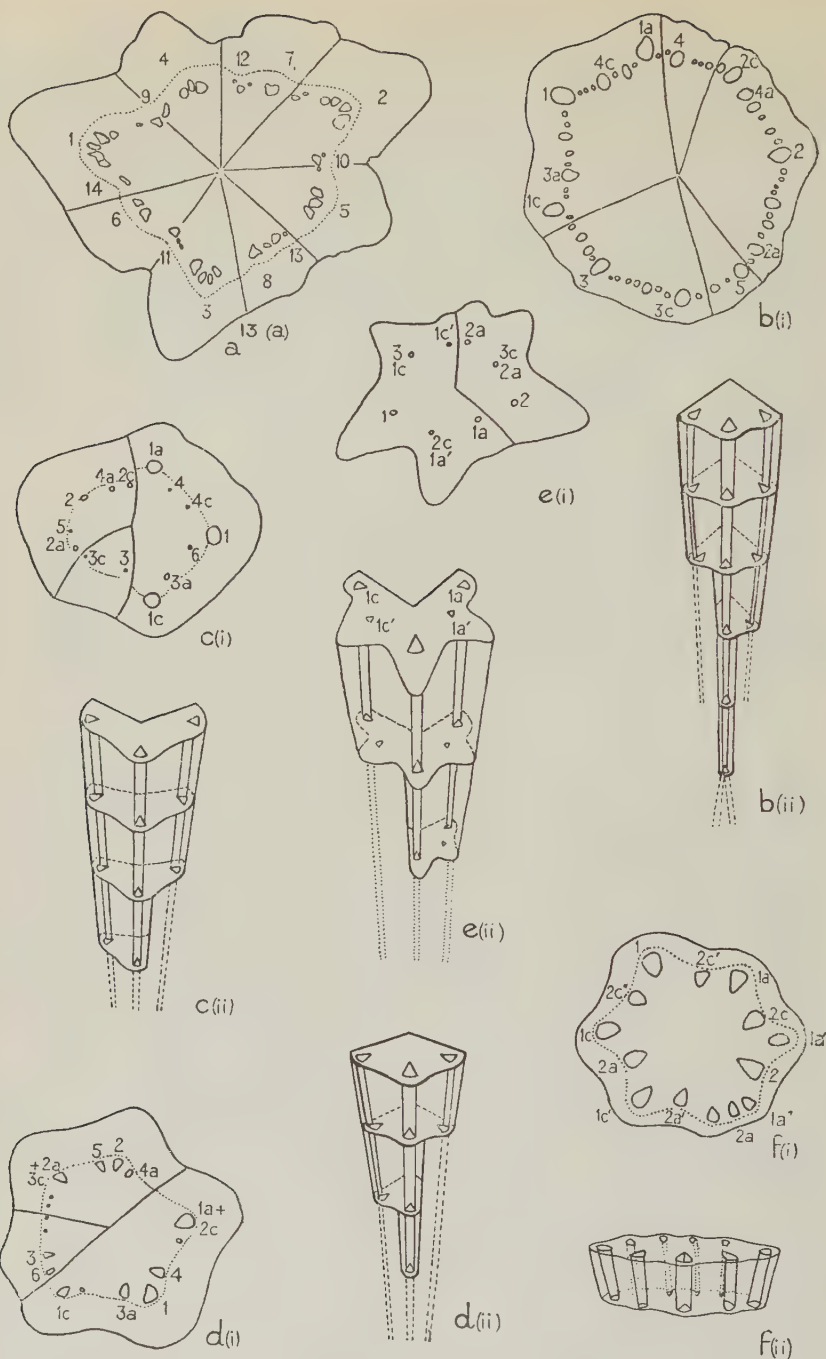 4 12 7 2
9
1 10
14 6 5
11 13
3 8
13 (a)
a
1a 4 2c
4c 4a
1 2
3a
1c 2a
3 3c 5
b(i)
1c' 2a
3 3c
1c 2a
1 2
2c 1a
1a'
e(i)
1a
4a 2c 4
2 4c
5 1
2a 6
3c 3 3a
1c
c(i)
1c 1a
1c' 1a'
b(ii)
e(ii)
c(ii)
1 2c' 1a
2c" 2c
1c 1a'
2a 2
1c' 2a' 1a"
2a
f(i)
5 2
+2a 4a
3c
1a+
2c
3 4
6
1c 3a 1
d(i)
d(ii)
f(ii)